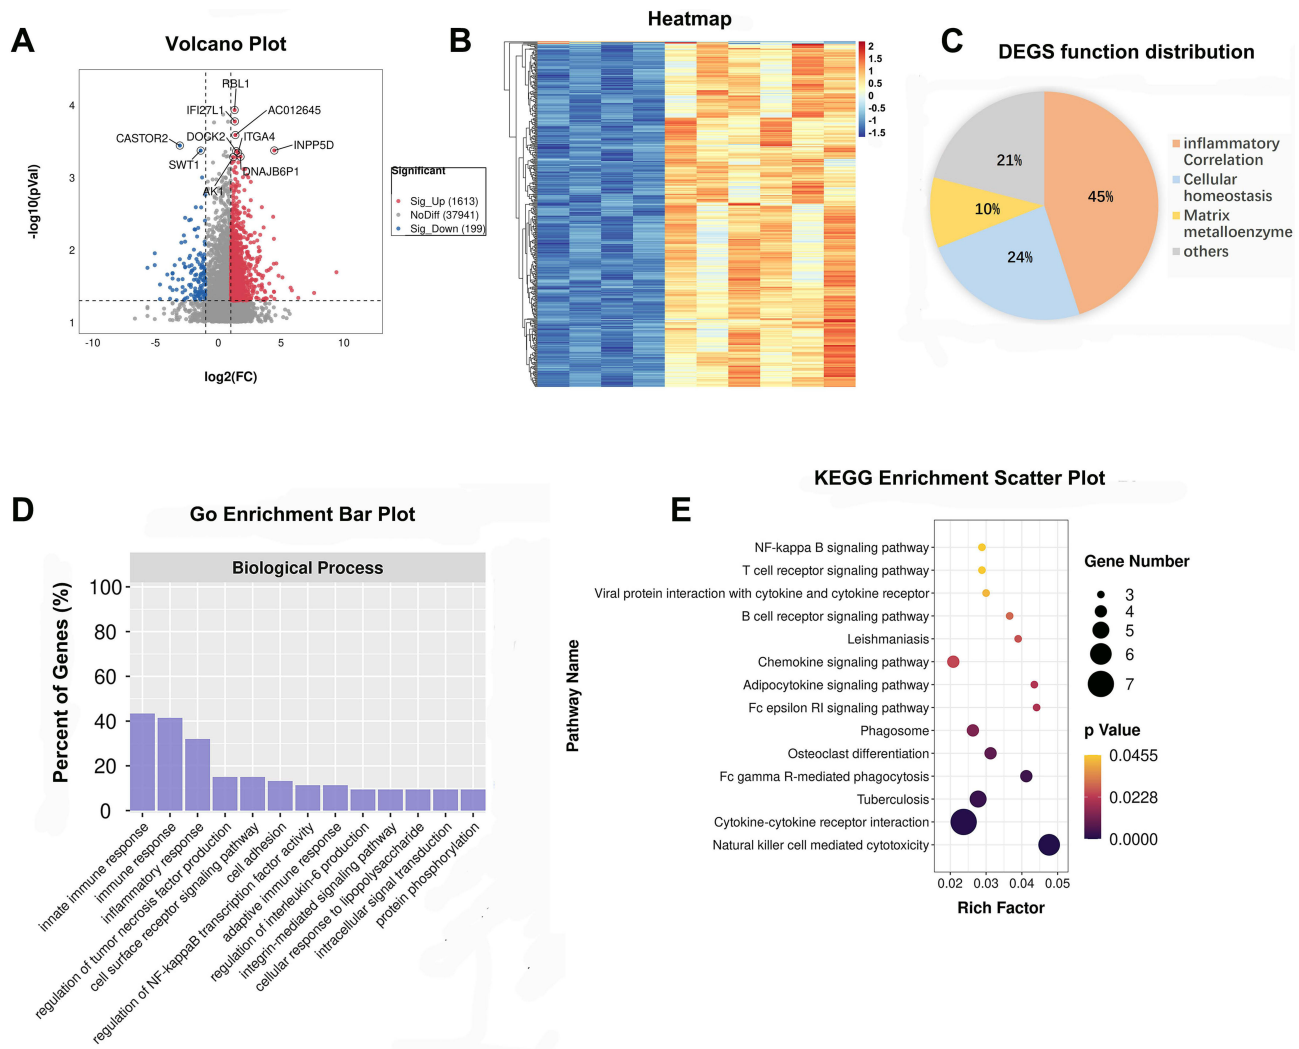 A
Volcano Plot
-log10(pVal)
4
3
2
1
RBL1
IFI27L1
AC012645
CASTOR2
DOCK2
ITGA4
INPP5D
SWT1
DNAJB6P1
AK1
-10
-5
0
5
10
log2(FC)
Significant
Sig_Up (1613)
NoDiff (37941)
Sig_Down (199)
B
Heatmap
2
1.5
1
0.5
0
-0.5
-1
-1.5
C
DEGS function distribution
21%
45%
10%
24%
inflammatory
Correlation
Cellular
homeostasis
Matrix
metalloenzyme
others
D
Go Enrichment Bar Plot
Biological Process
Percent of Genes (%)
100
80
60
40
20
0
innate immune response
immune response
inflammatory response
regulation of tumor necrosis factor production
cell surface receptor signaling pathway
cell adhesion
regulation of NF-kappaB transcription factor activity
adaptive immune response
regulation of interleukin-6 production
integrin-mediated signaling pathway
cellular response to lipopolysaccharide
intracellular signal transduction
protein phosphorylation
E
KEGG Enrichment Scatter Plot
Pathway Name
NF-kappa B signaling pathway
T cell receptor signaling pathway
Viral protein interaction with cytokine and cytokine receptor
B cell receptor signaling pathway
Leishmaniasis
Chemokine signaling pathway
Adipocytokine signaling pathway
Fc epsilon RI signaling pathway
Phagosome
Osteoclast differentiation
Fc gamma R-mediated phagocytosis
Tuberculosis
Cytokine-cytokine receptor interaction
Natural killer cell mediated cytotoxicity
0.02
0.03
0.04
0.05
Rich Factor
Gene Number
3
4
5
6
7
p Value
0.0455
0.0228
0.0000